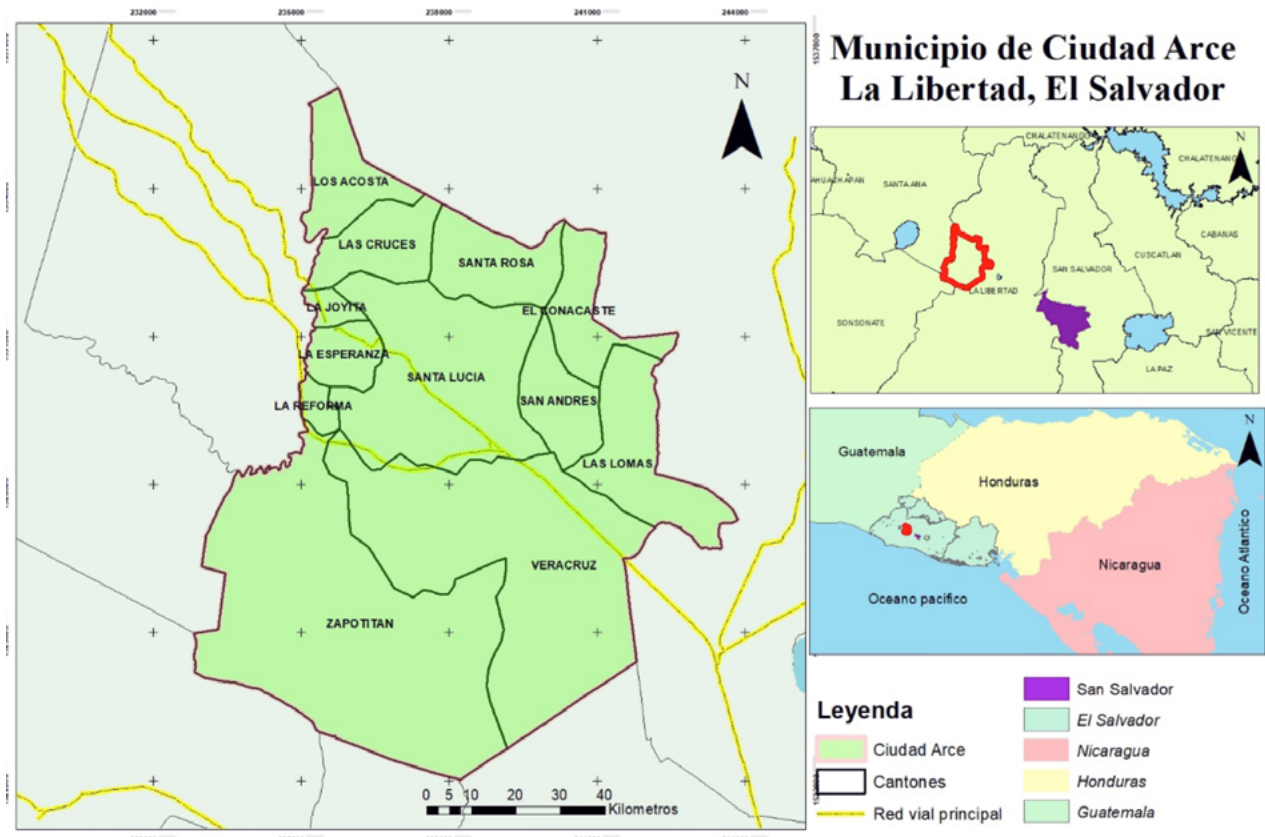 Municipio de Ciudad Arce
La Libertad, El Salvador
232000
235000
238000
241000
244000
N
LOS ACOSTA
LAS CRUCES
SANTA ROSA
LA JOYITA
EL CONACASTE
LA ESPERANZA
SANTA LUCIA
LA REFORMA
SAN ANDRES
LAS LOMAS
VERACRUZ
ZAPOTITAN
0 5 10 20 30 40
Kilometros
N
CHALATENANGO
CHALATENANGO
AHUACHAPAN
SANTA ANA
CABANAS
CUSCATLAN
SAN SALVADOR
LA LIBERTAD
SONSONATE
SAN VICENTE
LA PAZ
N
Guatemala
Honduras
Nicaragua
Oceano pacífico
Oceano Atlantico
Leyenda
Ciudad Arce
Cantones
Red vial principal
San Salvador
El Salvador
Nicaragua
Honduras
Guatemala